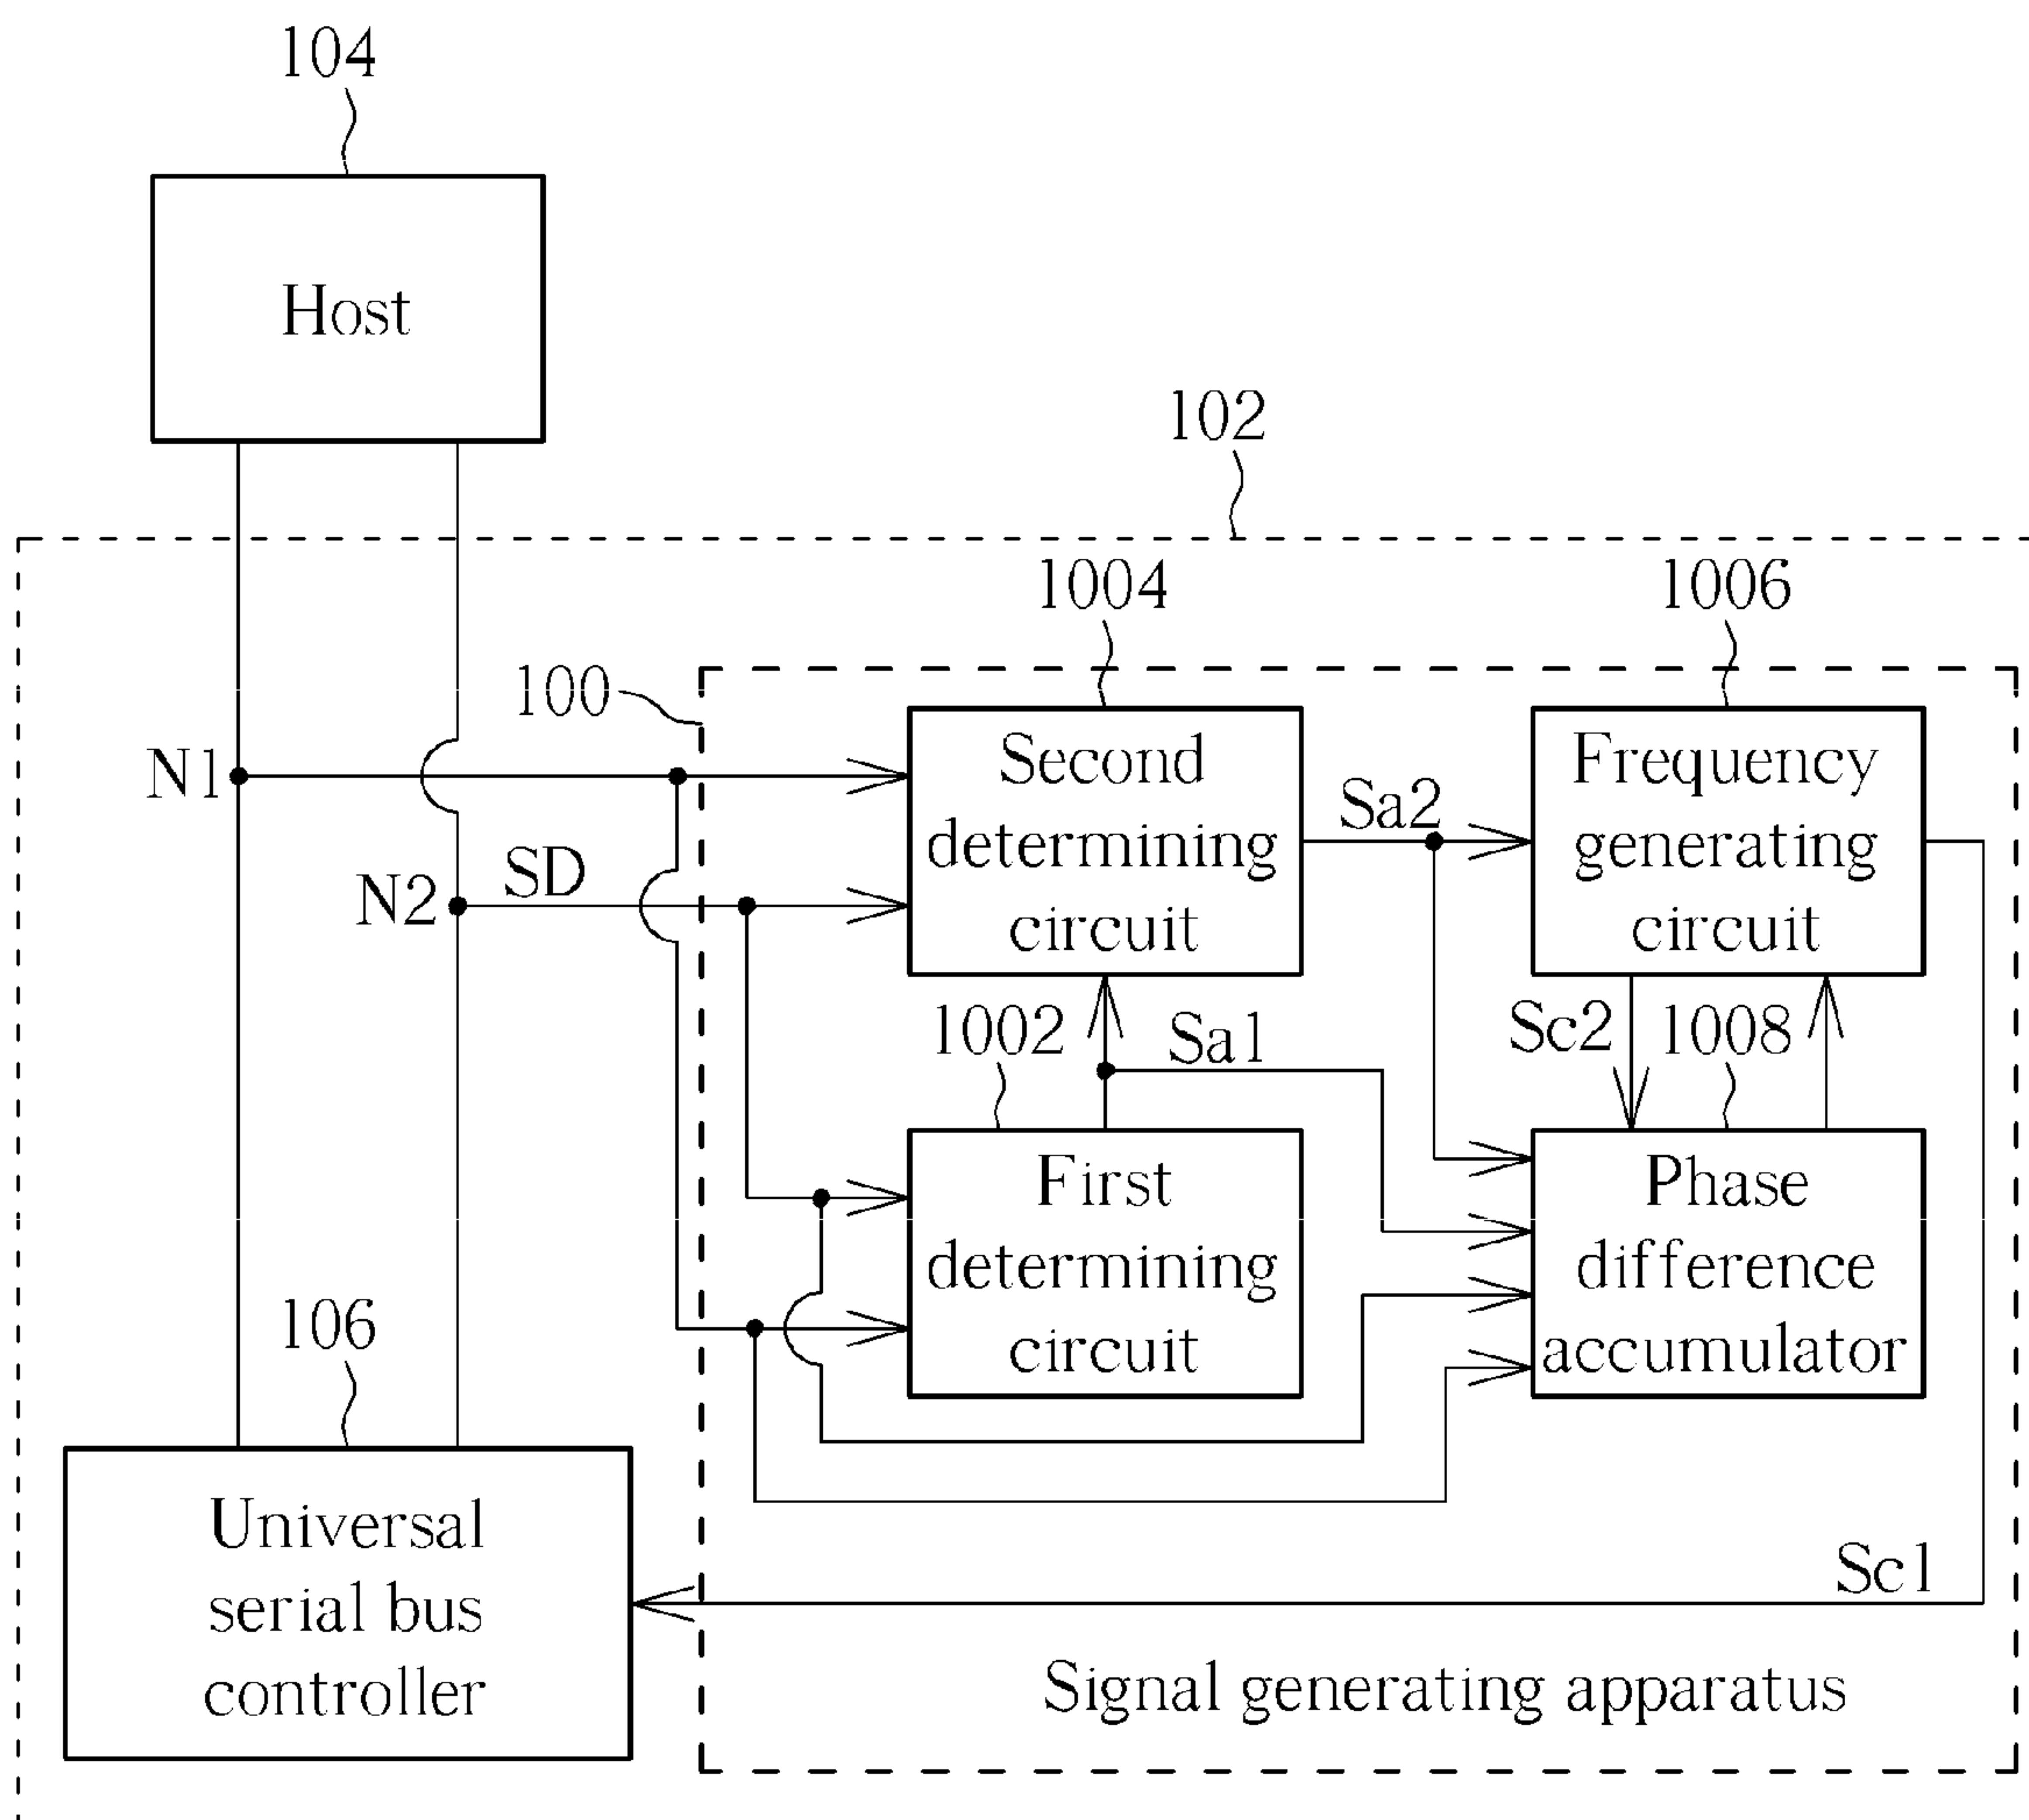 104
Host
102
1004
1006
100
N1
Second
determining
circuit
Sa2
Frequency
generating
circuit
SD
N2
1002
Sa1
Sc2
1008
First
determining
circuit
Phase
difference
accumulator
106
Universal
serial bus
controller
Sc1
Signal generating apparatus